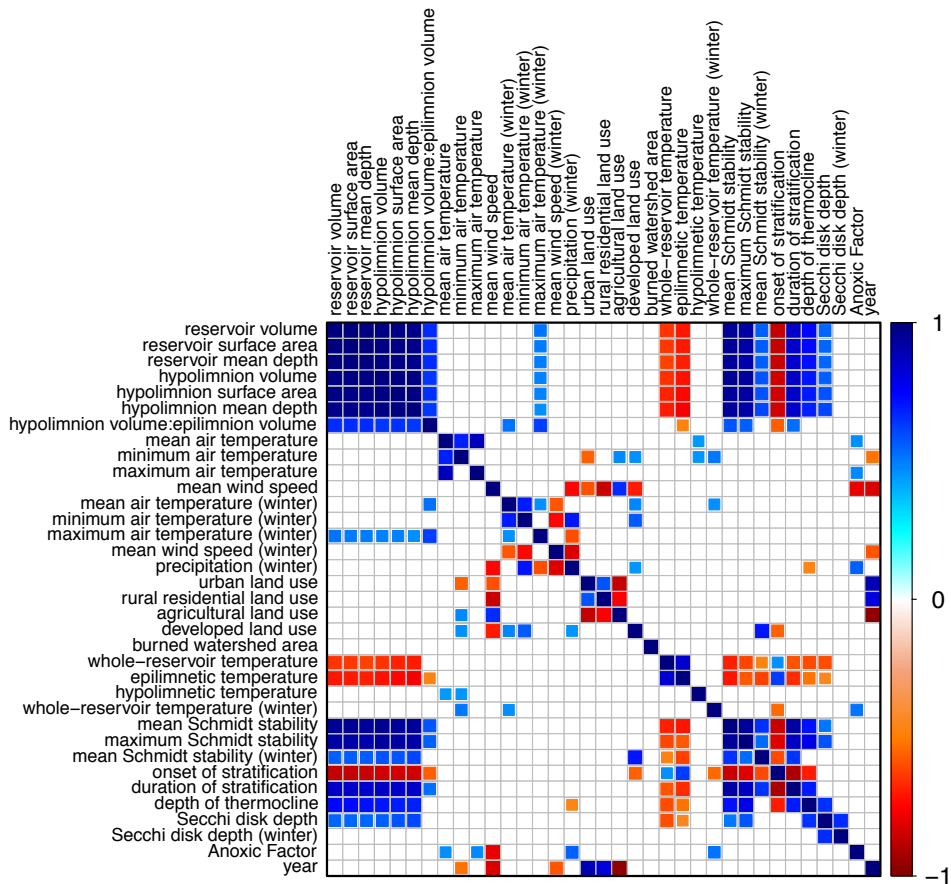 reservoir volume
reservoir surface area
reservoir mean depth
hypolimnion volume
hypolimnion surface area
hypolimnion mean depth
hypolimnion volume:epilimnion volume
mean air temperature
minimum air temperature
maximum air temperature
mean wind speed
mean air temperature (winter)
minimum air temperature (winter)
maximum air temperature (winter)
mean wind speed (winter)
precipitation (winter)
urban land use
rural residential land use
agricultural land use
developed land use
burned watershed area
whole−reservoir temperature
epilimnetic temperature
hypolimnetic temperature
whole−reservoir temperature (winter)
mean Schmidt stability
maximum Schmidt stability
mean Schmidt stability (winter)
onset of stratification
duration of stratification
depth of thermocline
Secchi disk depth
Secchi disk depth (winter)
Anoxic Factor
year
reservoir volume
reservoir surface area
reservoir mean depth
hypolimnion volume
hypolimnion surface area
hypolimnion mean depth
hypolimnion volume:epilimnion volume
mean air temperature
minimum air temperature
maximum air temperature
mean wind speed
mean air temperature (winter)
minimum air temperature (winter)
maximum air temperature (winter)
mean wind speed (winter)
precipitation (winter)
urban land use
rural residential land use
agricultural land use
developed land use
burned watershed area
whole−reservoir temperature
epilimnetic temperature
hypolimnetic temperature
whole−reservoir temperature (winter)
mean Schmidt stability
maximum Schmidt stability
mean Schmidt stability (winter)
onset of stratification
duration of stratification
depth of thermocline
Secchi disk depth
Secchi disk depth (winter)
Anoxic Factor
year
1
0
−1